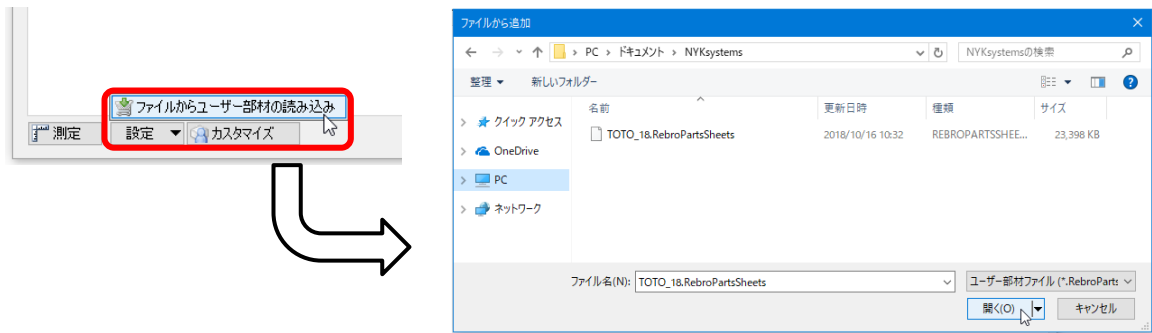 ファイルからユーザー部材の読み込み
測定 設定 カスタマイズ
ファイルから追加
PC › ドキュメント › NYKsystems
NYKsystemsの検索
整理 新しいフォルダー
名前 更新日時 種類 サイズ
クイック アクセス
TOTO_18.RebroPartsSheets 2018/10/16 10:32 REBROPARTSSHEE... 23,398 KB
OneDrive
PC
ネットワーク
ファイル名(N): TOTO_18.RebroPartsSheets
ユーザー部材ファイル (*.RebroParts
開く(O) キャンセル